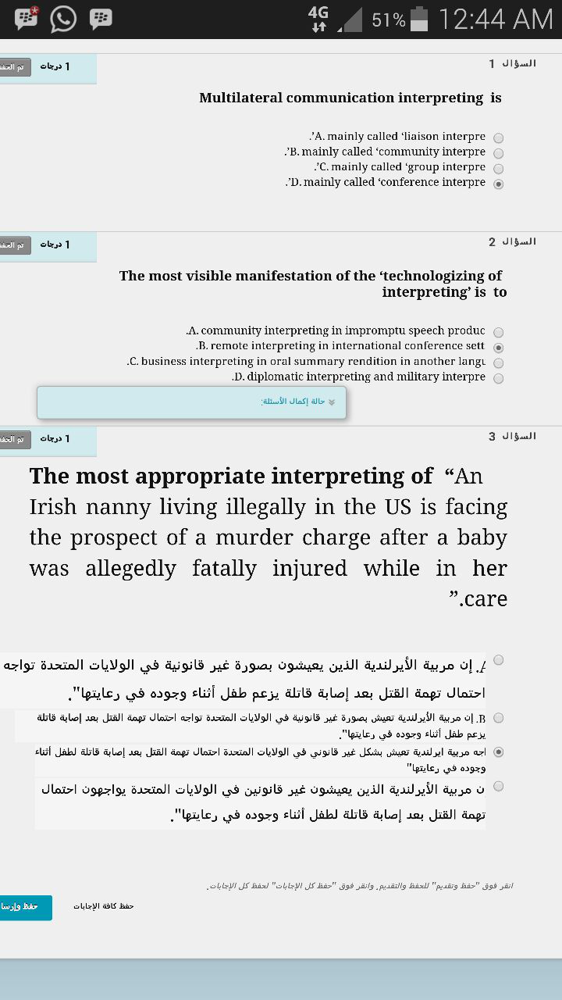 4G 51% 12:44 AM
السؤال 1
1 درجات
Multilateral communication interpreting is
.’A. mainly called ‘liaison interpre
.’B. mainly called ‘community interpre
.’C. mainly called ‘group interpre
.’D. mainly called ‘conference interpre
السؤال 2
1 درجات
The most visible manifestation of the ‘technologizing of
interpreting’ is to
.A. community interpreting in impromptu speech produc
.B. remote interpreting in international conference sett
.C. business interpreting in oral summary rendition in another langu
.D. diplomatic interpreting and military interpre
حالة إكمال الأسئلة:
السؤال 3
1 درجات
The most appropriate interpreting of “An
Irish nanny living illegally in the US is facing
the prospect of a murder charge after a baby
was allegedly fatally injured while in her
”.care
A. إن مربية الأيرلندية الذين يعيشون بصورة غير قانونية في الولايات المتحدة تواجه
احتمال تهمة القتل بعد إصابة قاتلة يزعم طفل أثناء وجوده في رعايتها".
B. إن مربية الأيرلندية تعيش بصورة غير قانونية في الولايات المتحدة تواجه احتمال تهمة القتل بعد إصابة قاتلة
يزعم طفل أثناء وجوده في رعايتها".
اجه مربية ايرلندية تعيش بشكل غير قانوني في الولايات المتحدة احتمال تهمة القتل بعد إصابة قاتلة لطفل أثناء
وجوده في رعايتها"
ن مربية الأيرلندية الذين يعيشون غير قانونين في الولايات المتحدة يواجهون احتمال
تهمة القتل بعد إصابة قاتلة لطفل أثناء وجوده في رعايتها".
انقر فوق "حفظ وتقديم" للحفظ والتقديم. وانقر فوق "حفظ كل الإجابات" لحفظ كل الإجابات.
حفظ كافة الإجابات
حفظ وإرسا